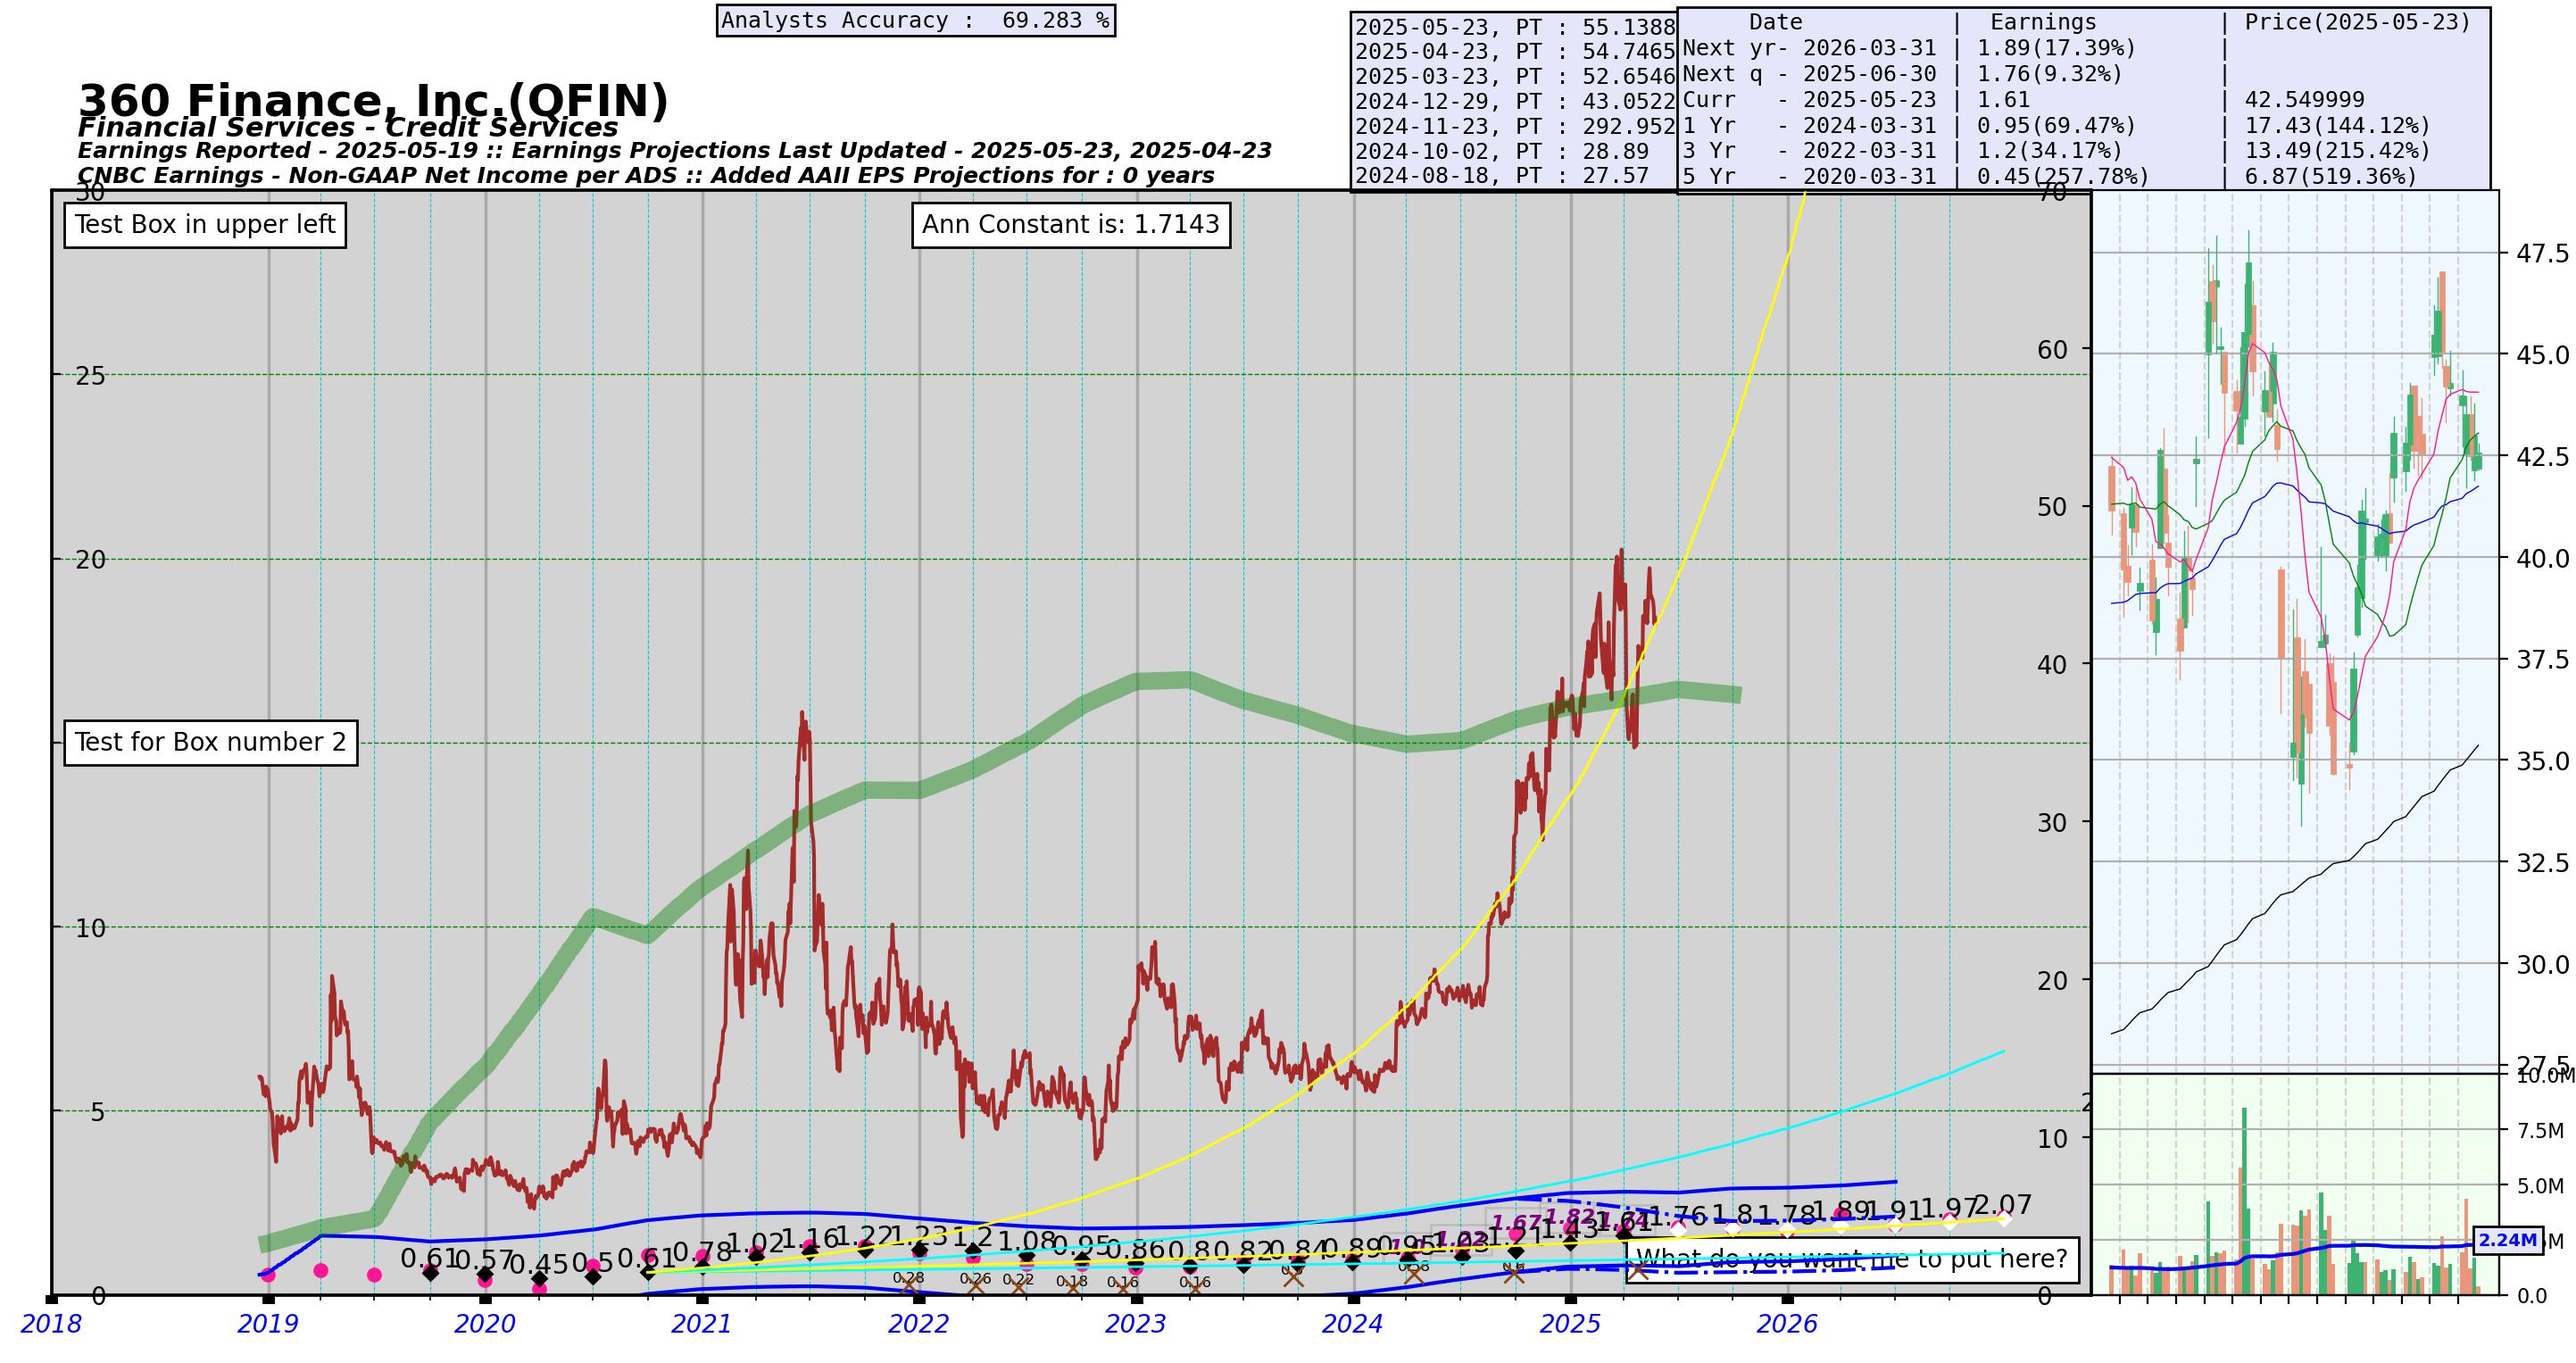 Analysts Accuracy :  69.283 %
2025-05-23, PT : 55.1388
2025-04-23, PT : 54.7465
2025-03-23, PT : 52.6546
2024-12-29, PT : 43.0522
2024-11-23, PT : 292.952
2024-10-02, PT : 28.89
2024-08-18, PT : 27.57
Date | Earnings | Price(2025-05-23)
Next yr- 2026-03-31 | 1.89(17.39%) |
Next q - 2025-06-30 | 1.76(9.32%) |
Curr - 2025-05-23 | 1.61 | 42.549999
1 Yr - 2024-03-31 | 0.95(69.47%) | 17.43(144.12%)
3 Yr - 2022-03-31 | 1.2(34.17%) | 13.49(215.42%)
5 Yr - 2020-03-31 | 0.45(257.78%) | 6.87(519.36%)
360 Finance, Inc.(QFIN)
Financial Services - Credit Services
Earnings Reported - 2025-05-19 :: Earnings Projections Last Updated - 2025-05-23, 2025-04-23
CNBC Earnings - Non-GAAP Net Income per ADS :: Added AAII EPS Projections for : 0 years
Test Box in upper left
Ann Constant is: 1.7143
Test for Box number 2
What do you want me to put here?
30
25
20
10
5
0
70
60
50
40
30
20
10
0
47.5
45.0
42.5
40.0
37.5
35.0
32.5
30.0
27.5
10.0M
7.5M
5.0M
2.24M
0.0
0.61 0.57 0.45 0.5 0.61 0.78 1.02 1.16 1.22 1.23 1.2 1.08 0.95 0.86 0.8 0.82 0.84 0.89 0.95 1.43 1.61 1.76 1.8 1.78 1.89 1.91 1.97 2.07
1.22 1.67 1.82
0.28 0.26 0.22 0.18 0.16 0.16
2018 2019 2020 2021 2022 2023 2024 2025 2026